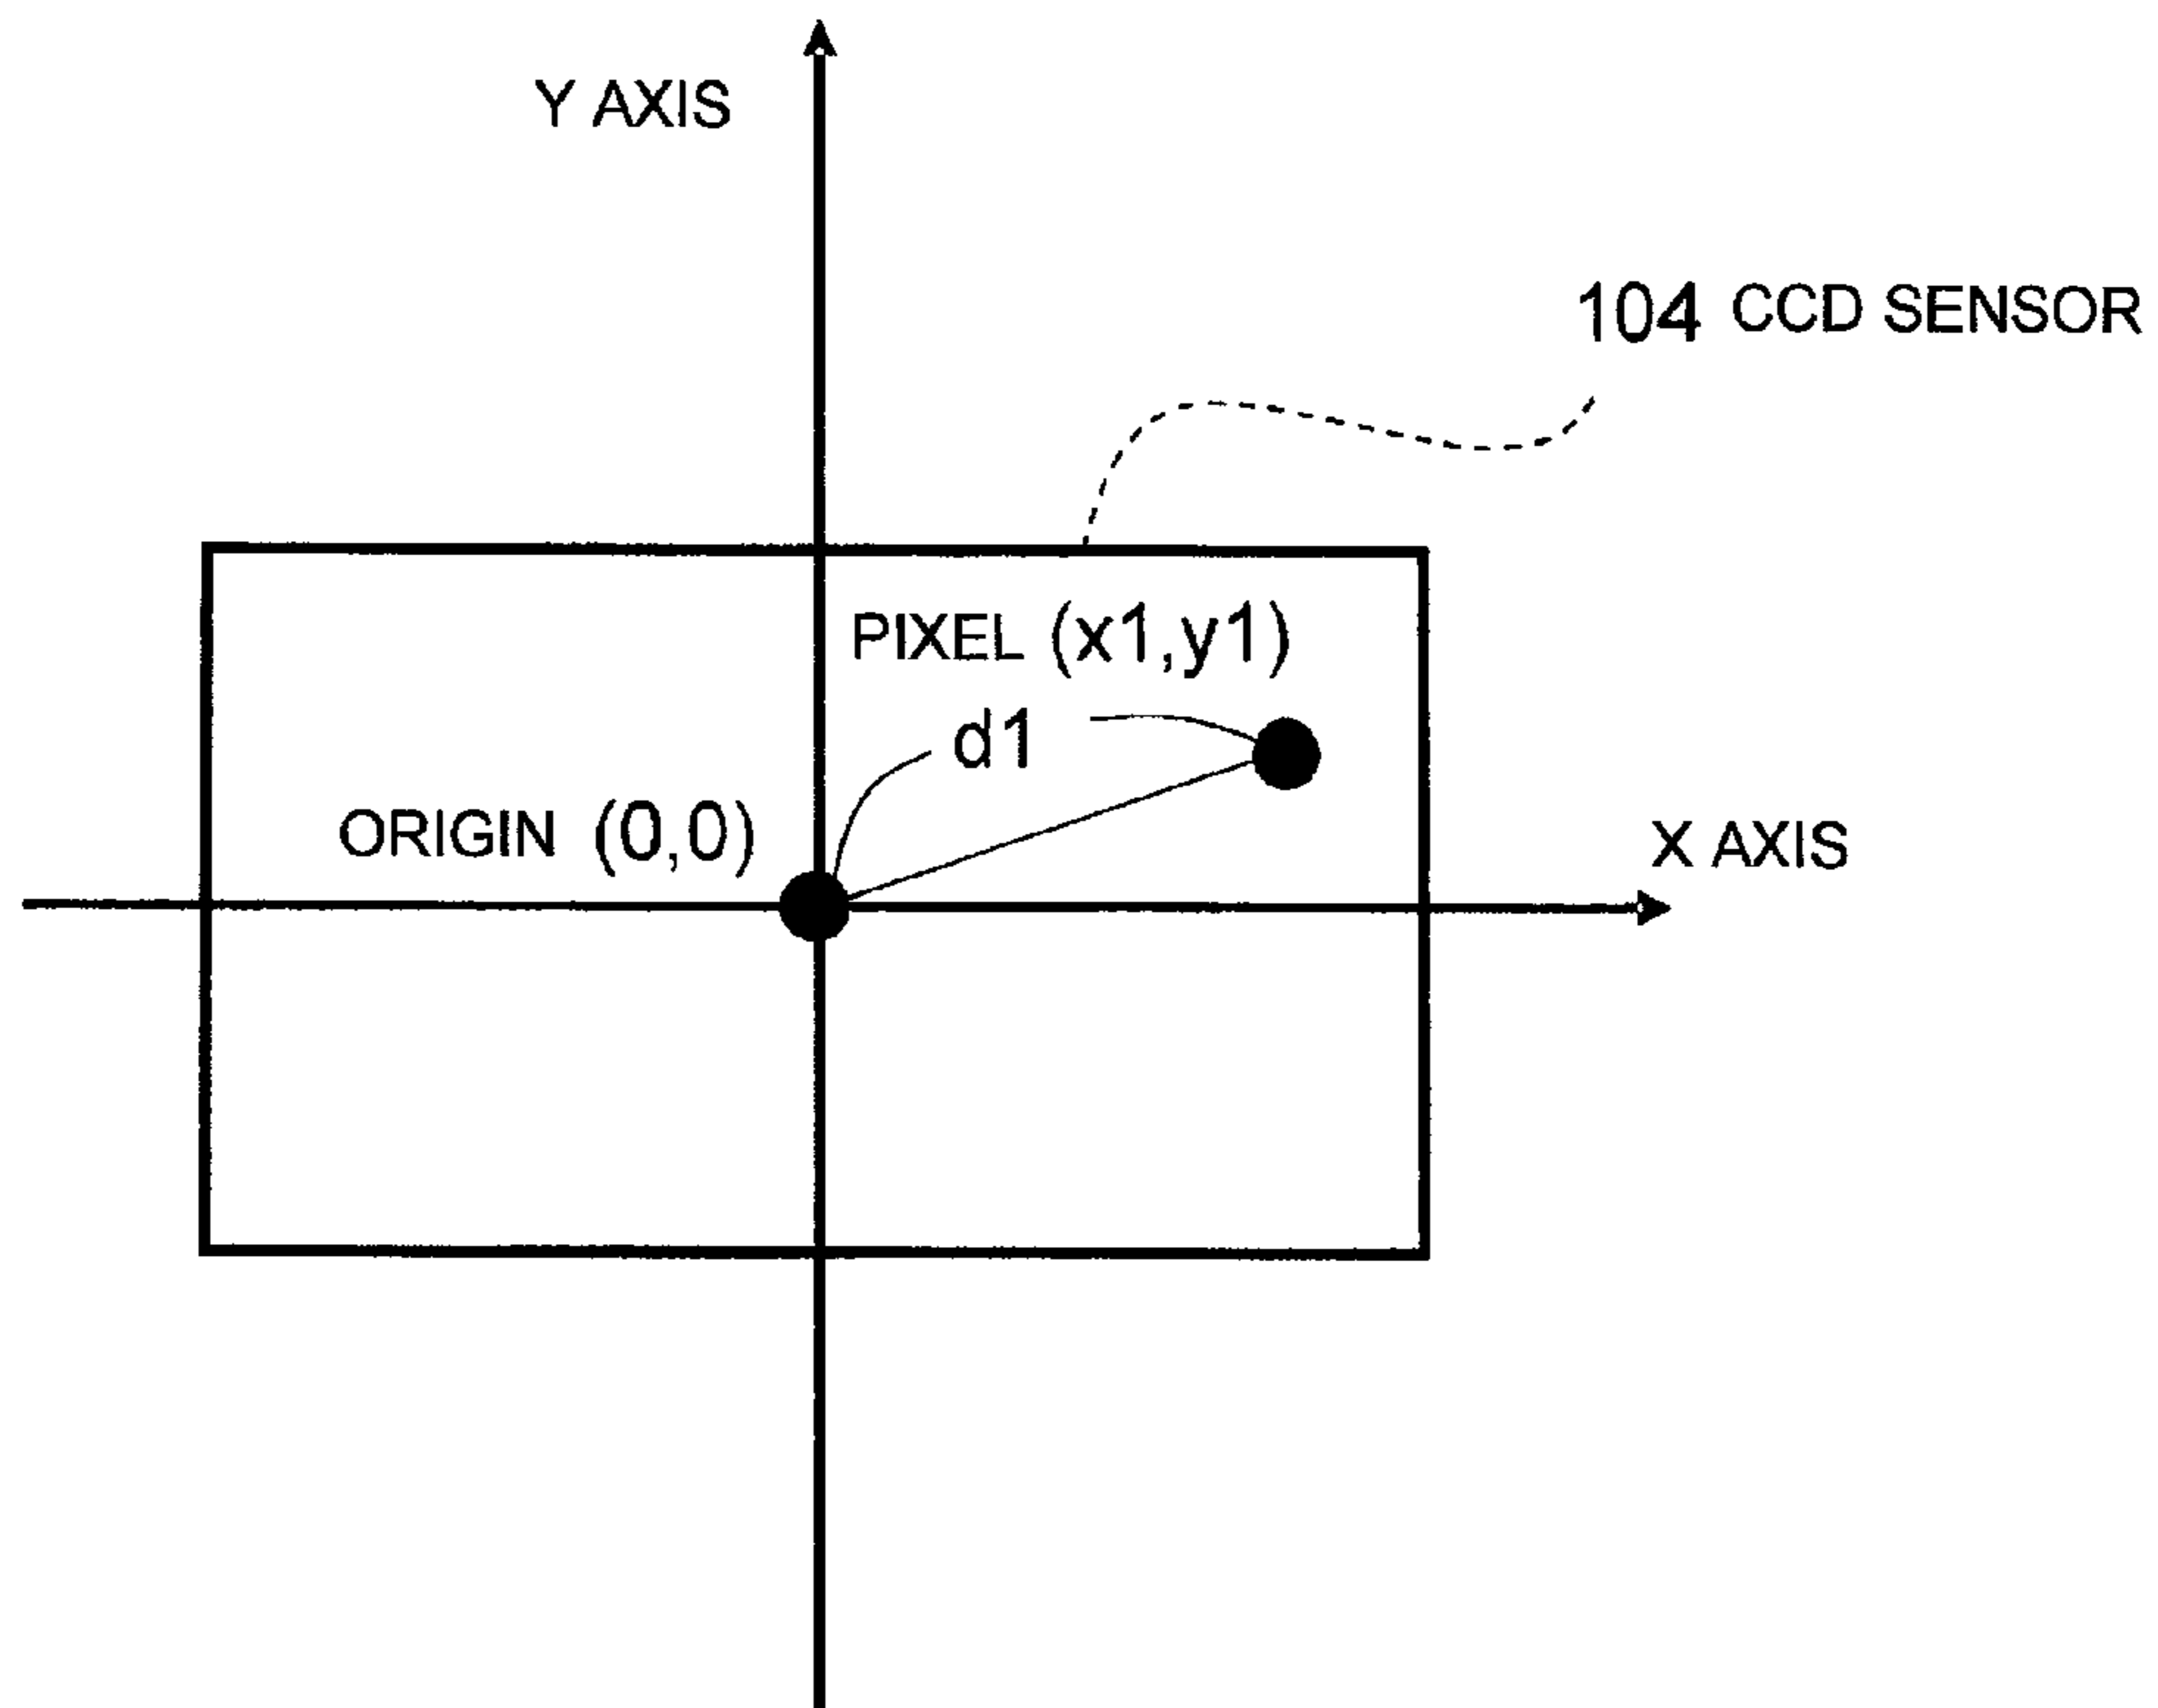 Y AXIS
104 CCD SENSOR
PIXEL (x1,y1)
d1
ORIGIN (0,0)
X AXIS